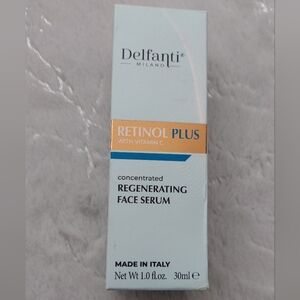 Delfanti®
MILANO
RETINOL PLUS
WITH VITAMIN C
concentrated
REGENERATING
FACE SERUM
MADE IN ITALY
Net Wt 1.0 fl.oz. 30ml ℮